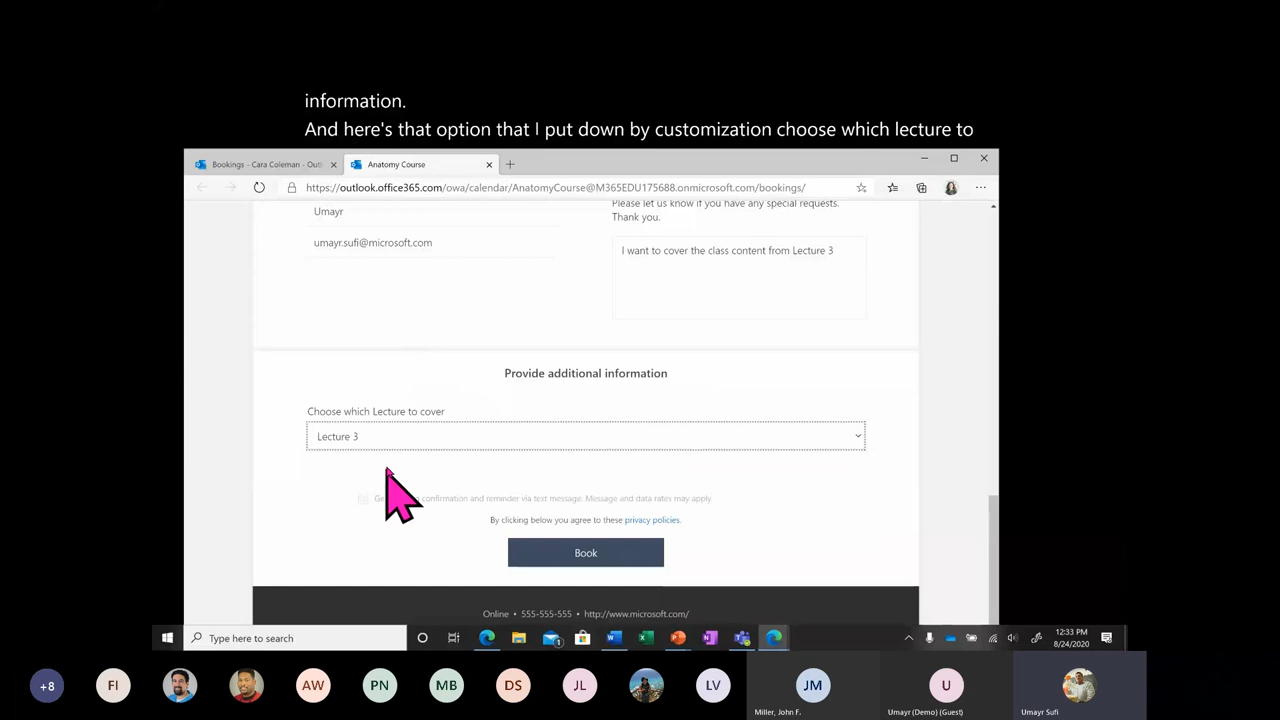 information.
And here's that option that I put down by customization choose which lecture to
Bookings - Cara Coleman - Outl
Anatomy Course
https://outlook.office365.com/owa/calendar/AnatomyCourse@M365EDU175688.onmicrosoft.com/bookings/
Umayr
umayr.sufi@microsoft.com
Please let us know if you have any special requests.
Thank you.
I want to cover the class content from Lecture 3
Provide additional information
Choose which Lecture to cover
Lecture 3
confirmation and reminder via text message. Message and data rates may apply.
By clicking below you agree to these privacy policies.
Book
Online • 555-555-555 • http://www.microsoft.com/
Type here to search
12:33 PM
8/24/2020
+8
FI
AW
PN
MB
DS
JL
LV
JM
Miller, John F.
U
Umayr (Demo) (Guest)
Umayr Sufi